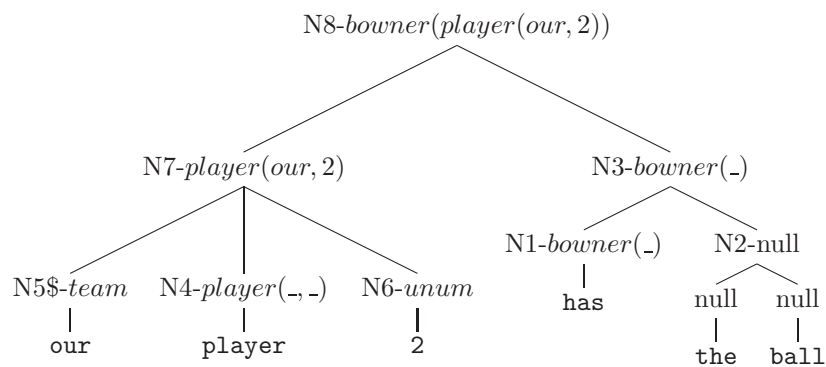 N8-bowner(player(our, 2))
N7-player(our, 2) N3-bowner(_)
N1-bowner(_) N2-null
N5$-team N4-player(_, _) N6-unum
has null null
our player 2
the ball